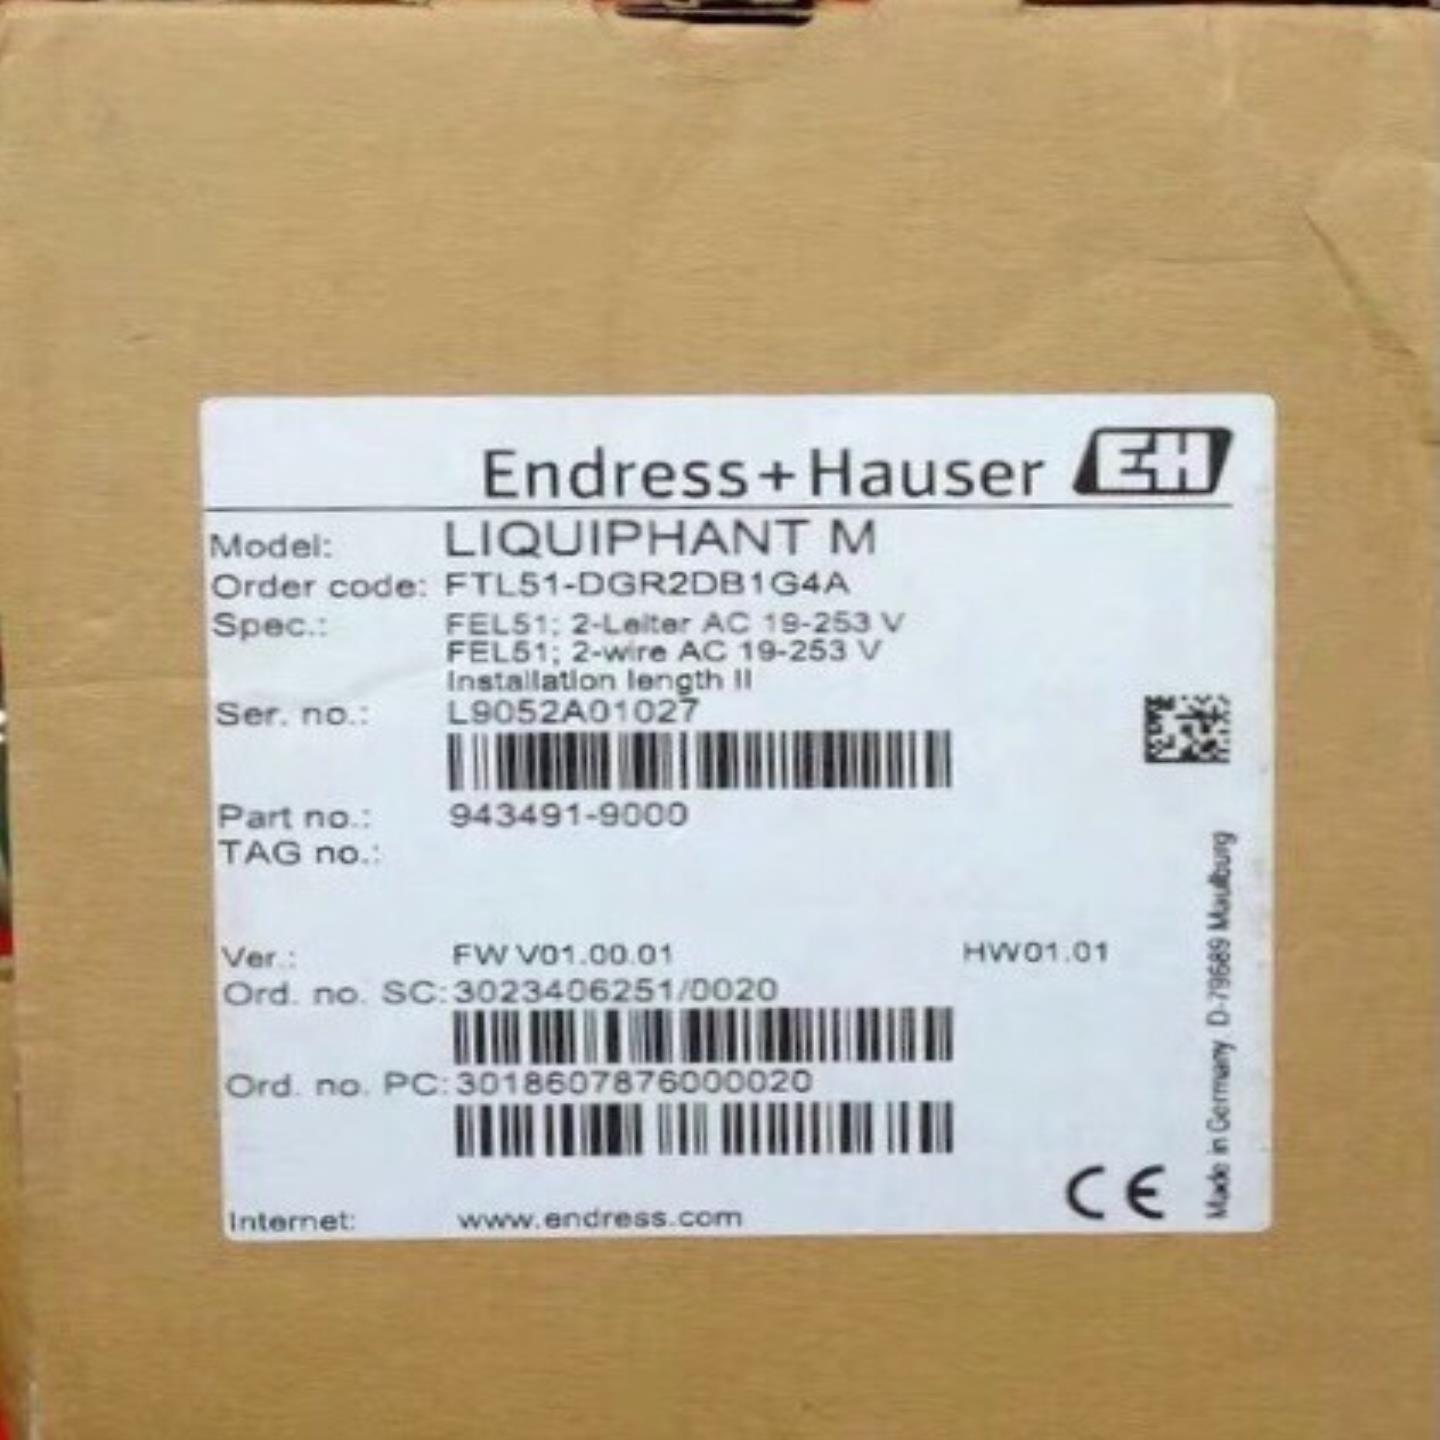 Endress+Hauser EH
Model: LIQUIPHANT M
Order code: FTL51-DGR2DB1G4A
Spec.: FEL51; 2-Leiter AC 19-253 V
FEL51; 2-wire AC 19-253 V
Installation length II
Ser. no.: L9052A01027
Part no.: 943491-9000
TAG no.:
Ver.: FW V01.00.01 HW01.01
Ord. no. SC: 3023406251/0020
Ord. no. PC: 3018607876000020
Internet: www.endress.com
CE
Made in Germany D-79689 Maulburg